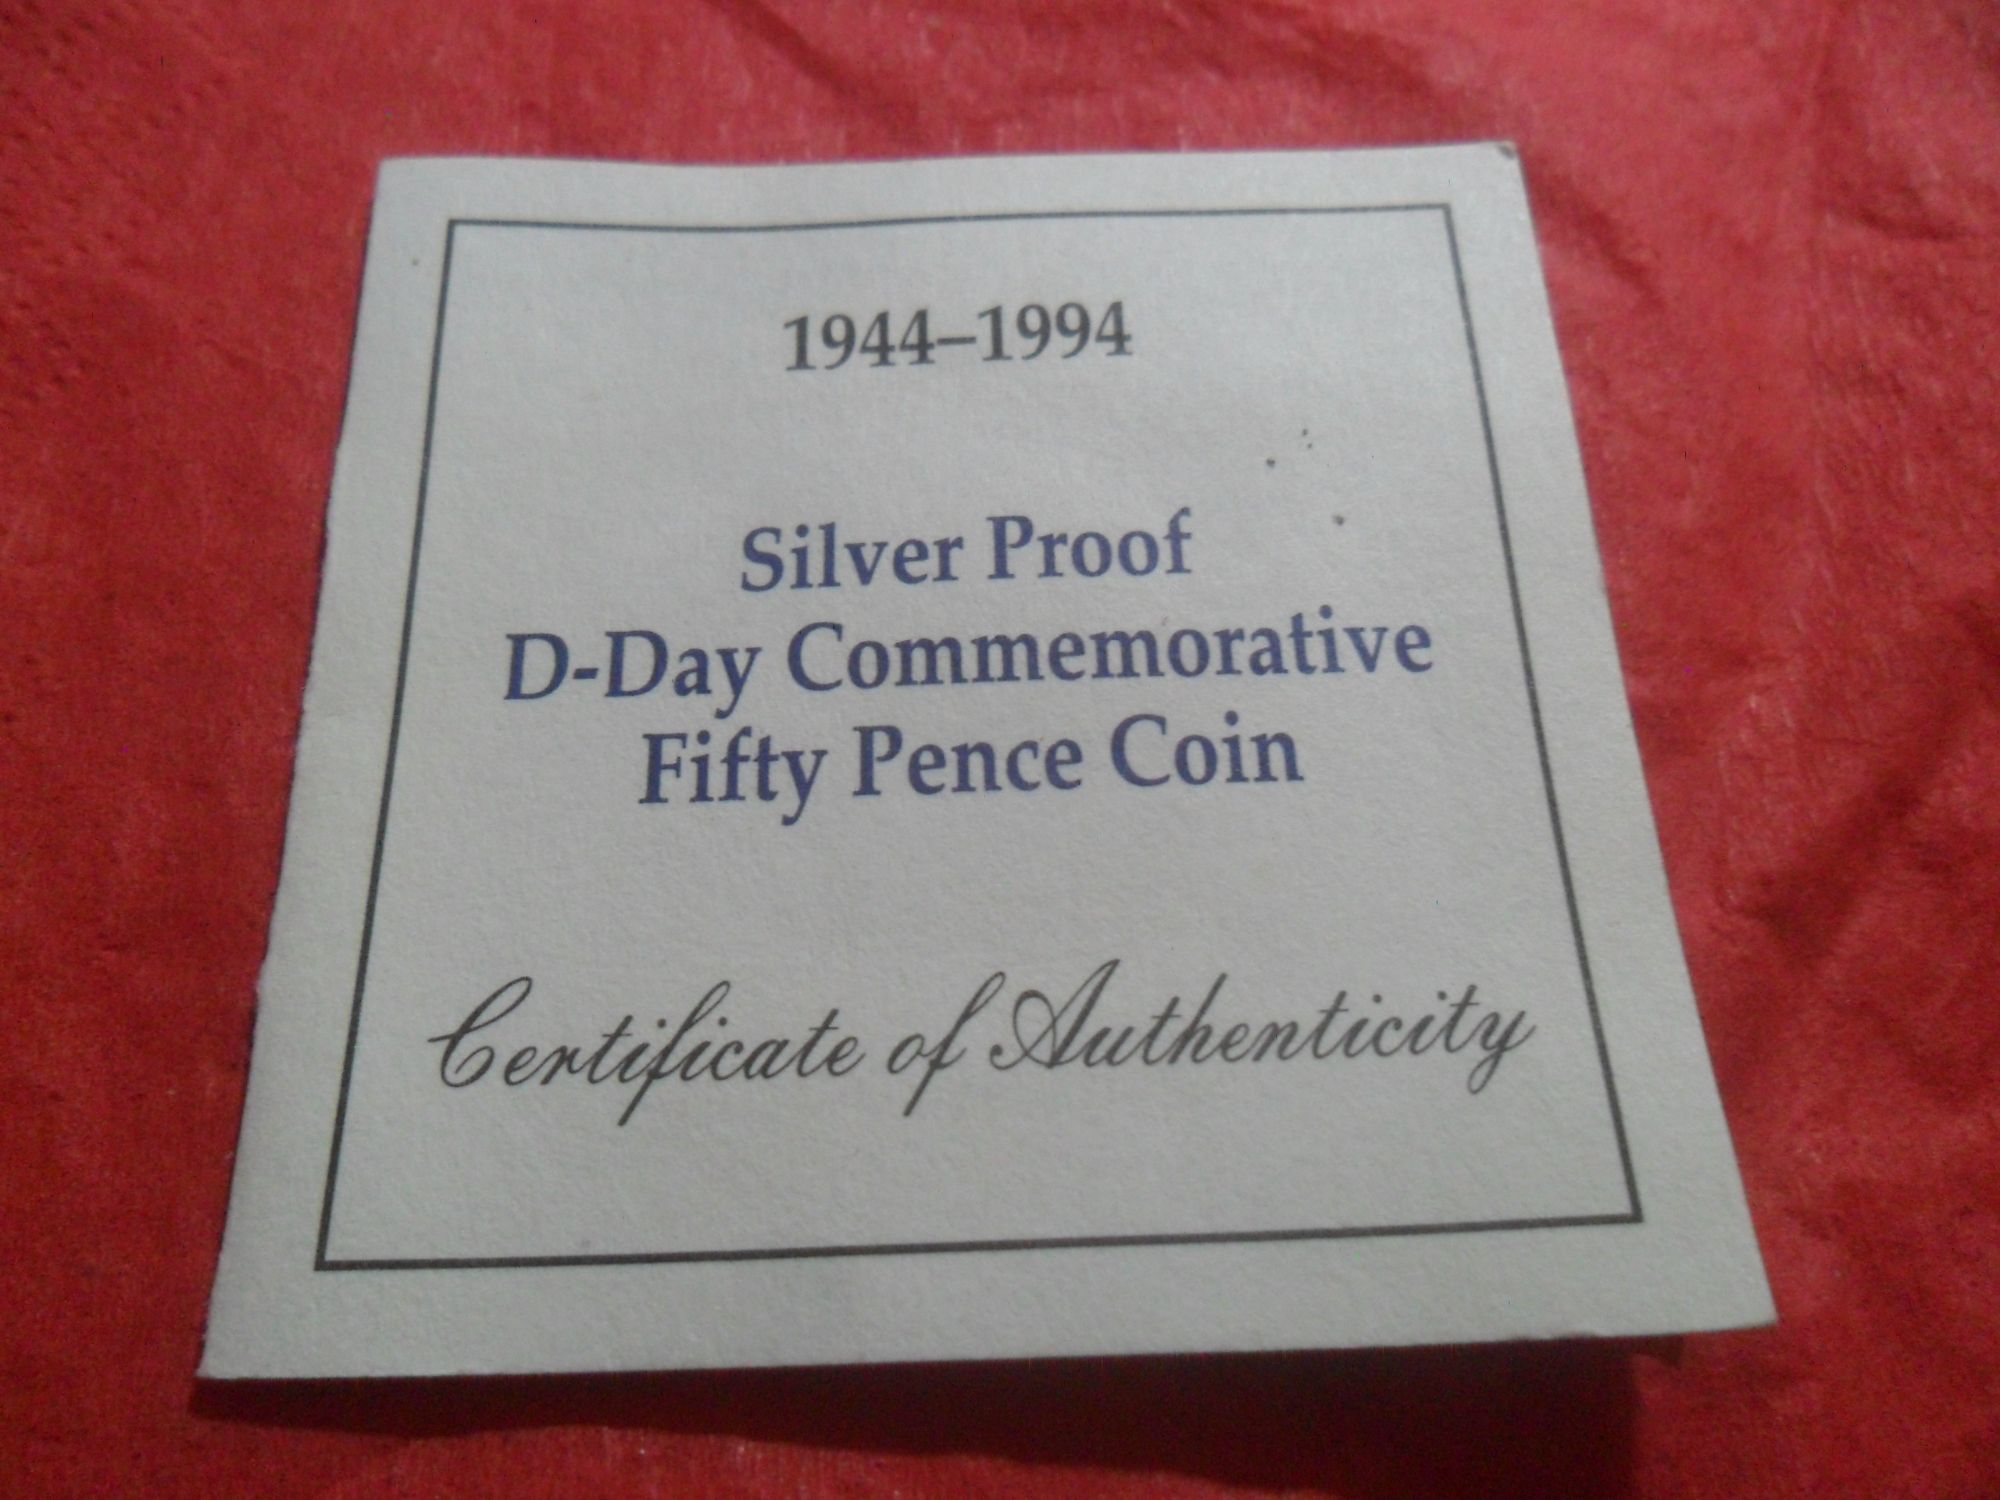 1944–1994
Silver Proof
D-Day Commemorative
Fifty Pence Coin
Certificate of Authenticity